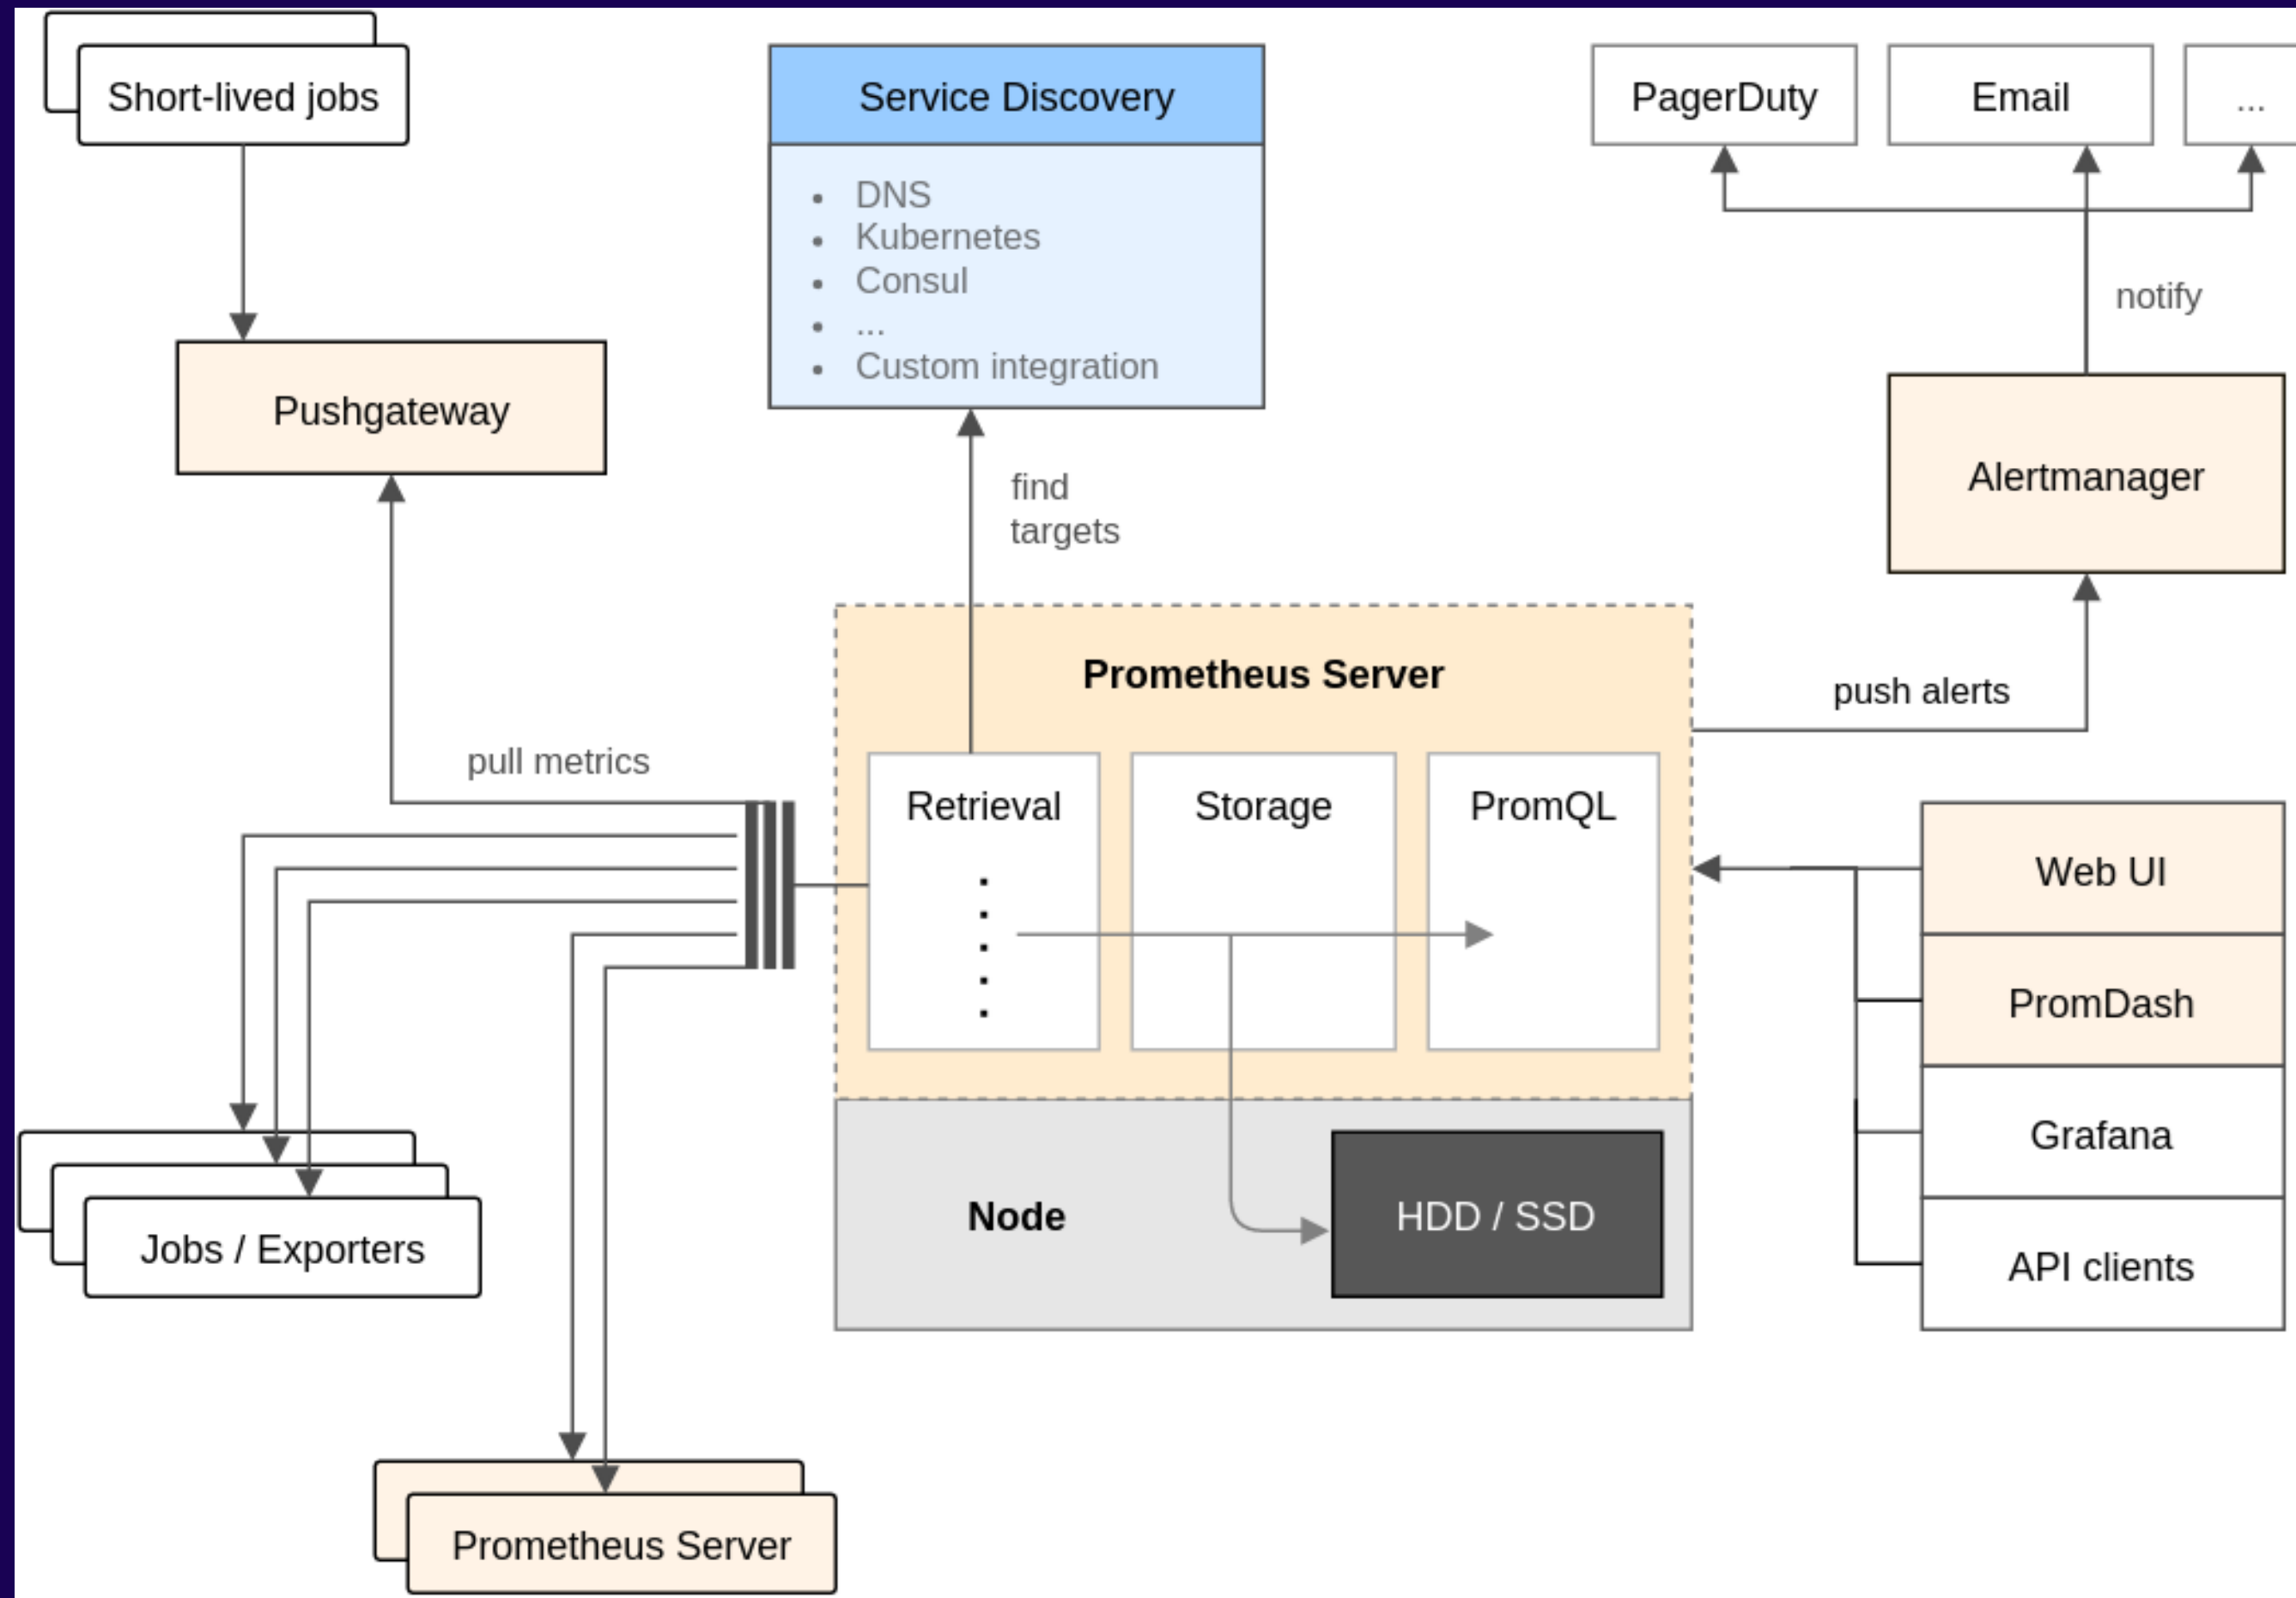 Short-lived jobs
Service Discovery
PagerDuty
Email
...
• DNS
• Kubernetes
• Consul
• ...
• Custom integration
notify
Pushgateway
Alertmanager
find
targets
Prometheus Server
push alerts
pull metrics
Retrieval
Storage
PromQL
Web UI
PromDash
Grafana
API clients
Node
HDD / SSD
Jobs / Exporters
Prometheus Server